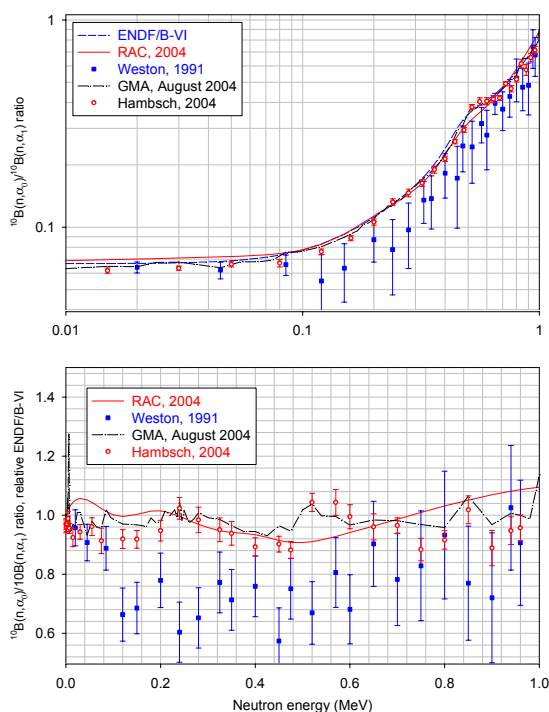 1
0.1
¹⁰B(n,α₀)/¹⁰B(n,α₁) ratio
ENDF/B-VI
RAC, 2004
Weston, 1991
GMA, August 2004
Hambsch, 2004
0.01 0.1 1
1.4
1.2
1.0
0.8
0.6
¹⁰B(n,α₀)/10B(n,α₁) ratio, relative ENDF/B-VI
RAC, 2004
Weston, 1991
GMA, August 2004
Hambsch, 2004
0.0 0.2 0.4 0.6 0.8 1.0
Neutron energy (MeV)